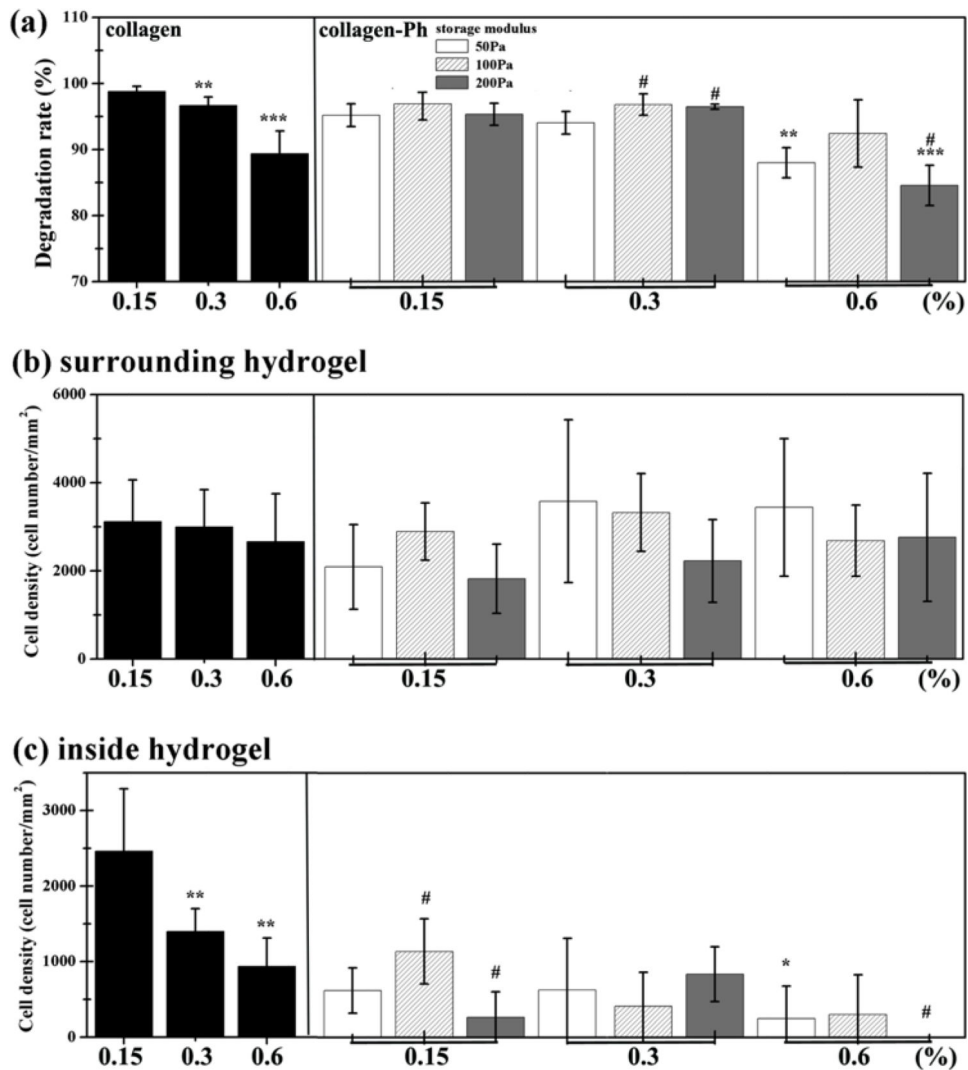 (a)
collagen
collagen-Ph
storage modulus
50Pa
100Pa
200Pa
Degradation rate (%)
110
100
90
80
70
**
***
#
#
**
#
***
0.15 0.3 0.6 0.15 0.3 0.6 (%)
(b) surrounding hydrogel
Cell density (cell number/mm²)
6000
4000
2000
0
0.15 0.3 0.6 0.15 0.3 0.6 (%)
(c) inside hydrogel
Cell density (cell number/mm²)
3000
2000
1000
0
**
**
#
#
*
#
0.15 0.3 0.6 0.15 0.3 0.6 (%)